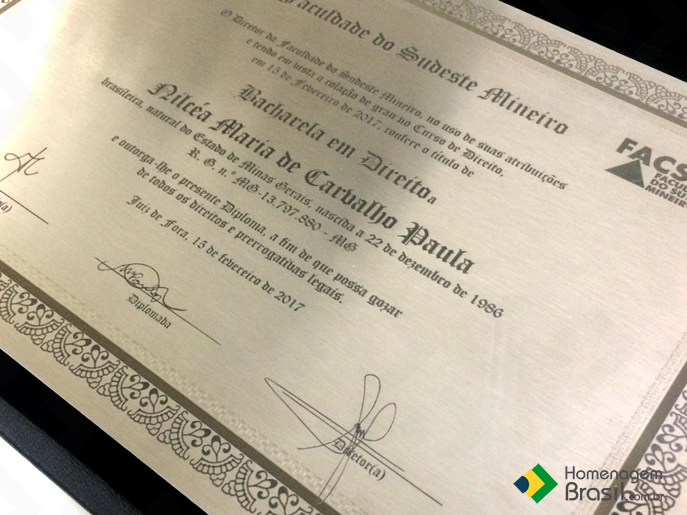 Faculdade do Sudeste Mineiro
O Diretor da Faculdade do Sudeste Mineiro, no uso de suas atribuições
e tendo em vista a colação de grau no Curso de Direito,
em 13 de Fevereiro de 2017, confere o título de
Bacharela em Direito a
Nilcéa Maria de Carvalho Paula
brasileira, natural do Estado de Minas Gerais, nascida a 22 de dezembro de 1986
R. G. n.º MG-13.797.880 - MG
e outorga-lhe o presente Diploma, a fim de que possa gozar
de todos os direitos e prerrogativas legais.
Juiz de Fora, 15 de fevereiro de 2017
FACS
FACUL
DO SU
MINEIR
(a)
Diplomada
Diretor(a)
Homenagem
Brasil.com.br